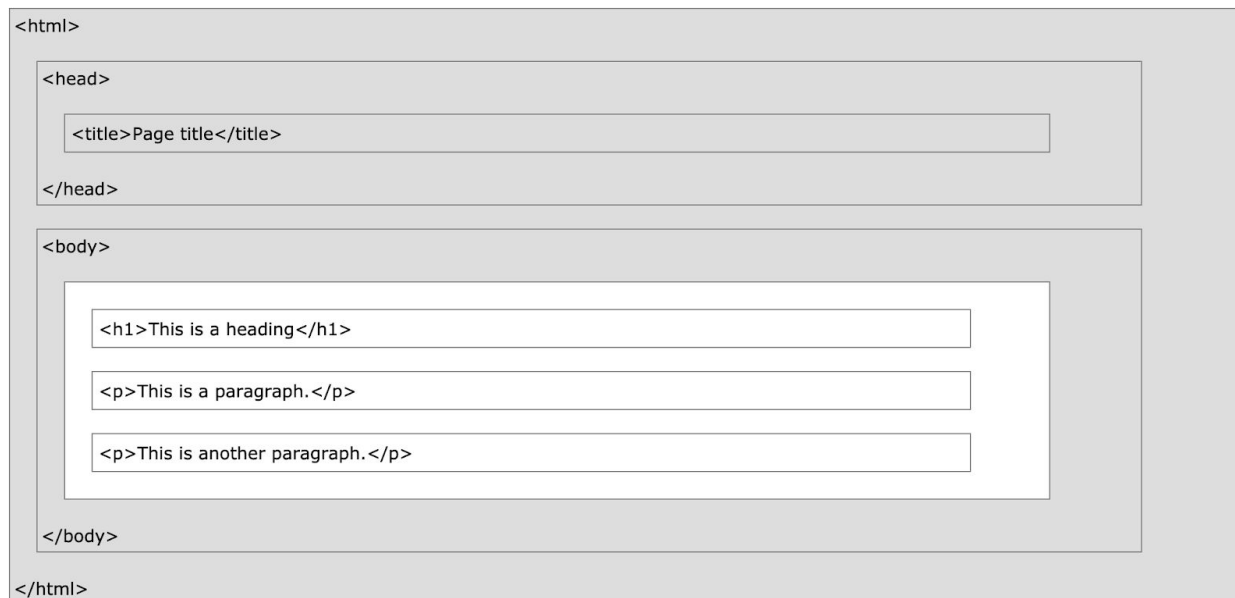 <html>
<head>
<title>Page title</title>
</head>
<body>
<h1>This is a heading</h1>
<p>This is a paragraph.</p>
<p>This is another paragraph.</p>
</body>
</html>